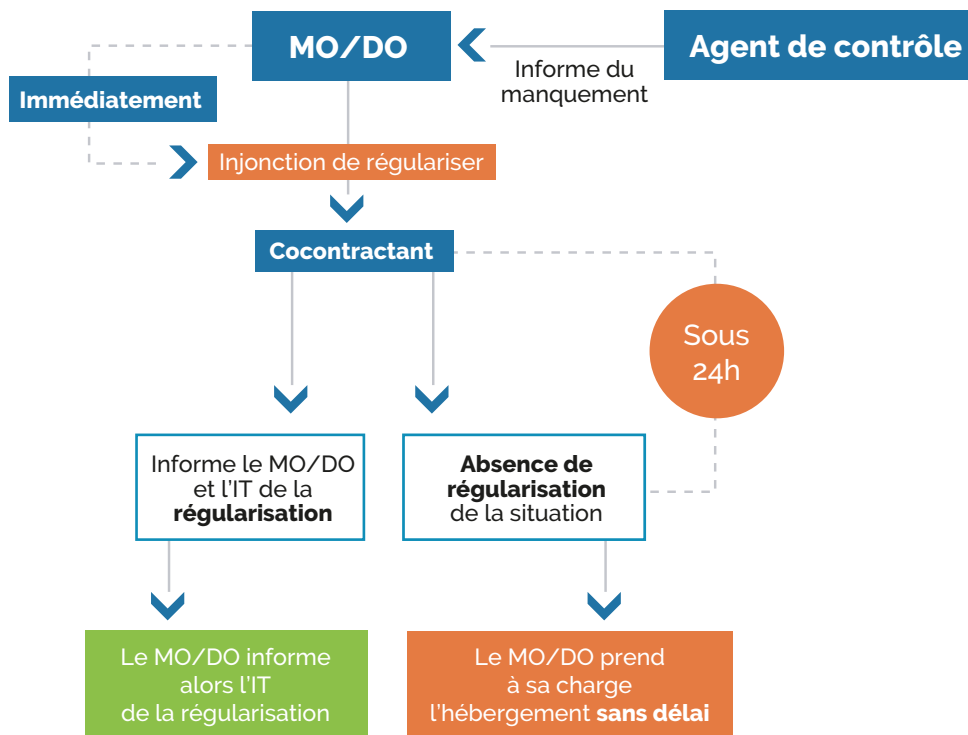 MO/DO
Agent de contrôle
Informe du
manquement
Immédiatement
Injonction de régulariser
Cocontractant
Sous
24h
Informe le MO/DO
et l'IT de la
régularisation
Absence de
régularisation
de la situation
Le MO/DO informe
alors l'IT
de la régularisation
Le MO/DO prend
à sa charge
l'hébergement sans délai